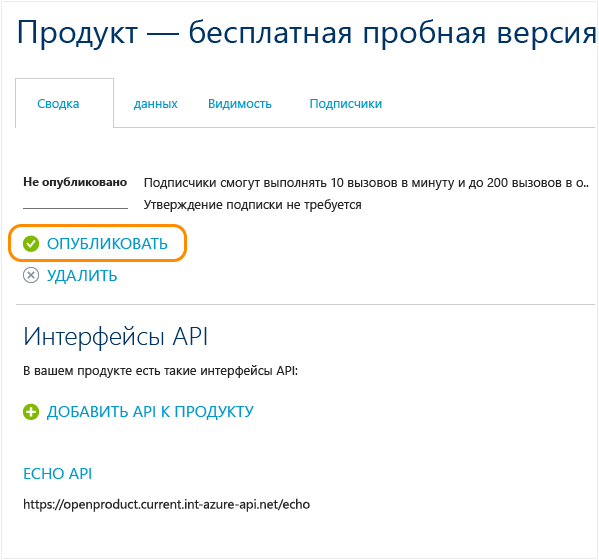 Продукт — бесплатная пробная версия
Сводка данных Видимость Подписчики
Не опубликовано Подписчики смогут выполнять 10 вызовов в минуту и до 200 вызовов в о..
Утверждение подписки не требуется
ОПУБЛИКОВАТЬ
УДАЛИТЬ
Интерфейсы API
В вашем продукте есть такие интерфейсы API:
ДОБАВИТЬ API К ПРОДУКТУ
ECHO API
https://openproduct.current.int-azure-api.net/echo